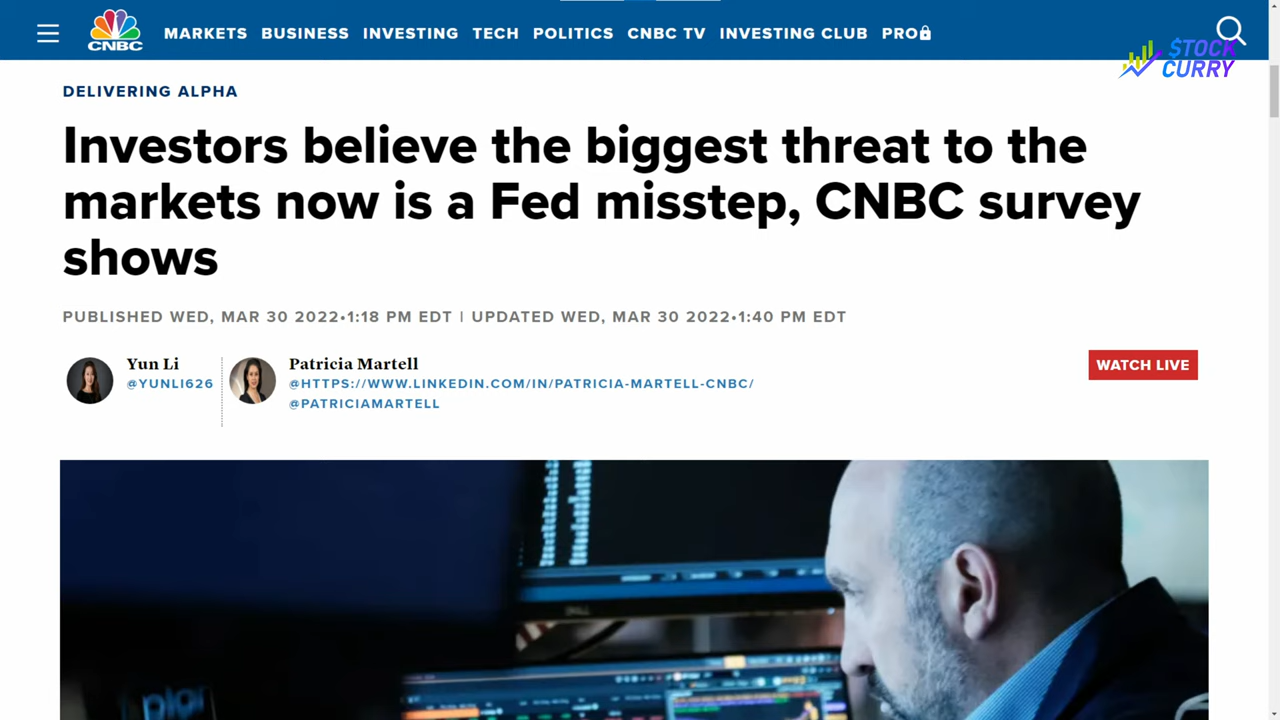 CNBC
MARKETS BUSINESS INVESTING TECH POLITICS CNBC TV INVESTING CLUB PRO
$TOCK
CURRY
DELIVERING ALPHA
Investors believe the biggest threat to the
markets now is a Fed misstep, CNBC survey
shows
PUBLISHED WED, MAR 30 2022•1:18 PM EDT | UPDATED WED, MAR 30 2022•1:40 PM EDT
Yun Li
@YUNLI626
Patricia Martell
@HTTPS://WWW.LINKEDIN.COM/IN/PATRICIA-MARTELL-CNBC/
@PATRICIAMARTELL
WATCH LIVE
DELL